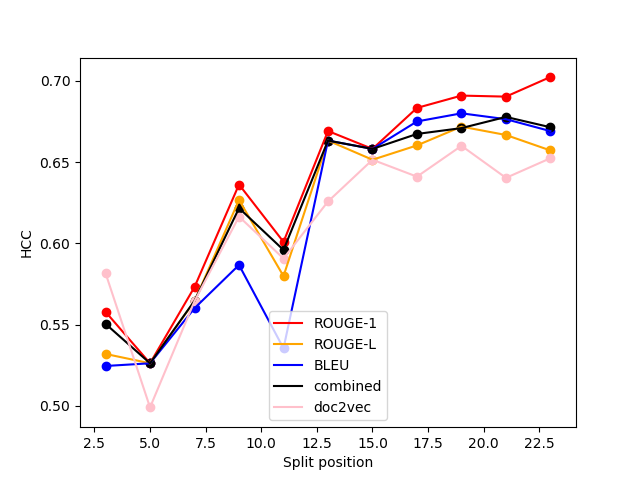 0.70
0.65
0.60
0.55
0.50
HCC
ROUGE-1
ROUGE-L
BLEU
combined
doc2vec
2.5 5.0 7.5 10.0 12.5 15.0 17.5 20.0 22.5
Split position